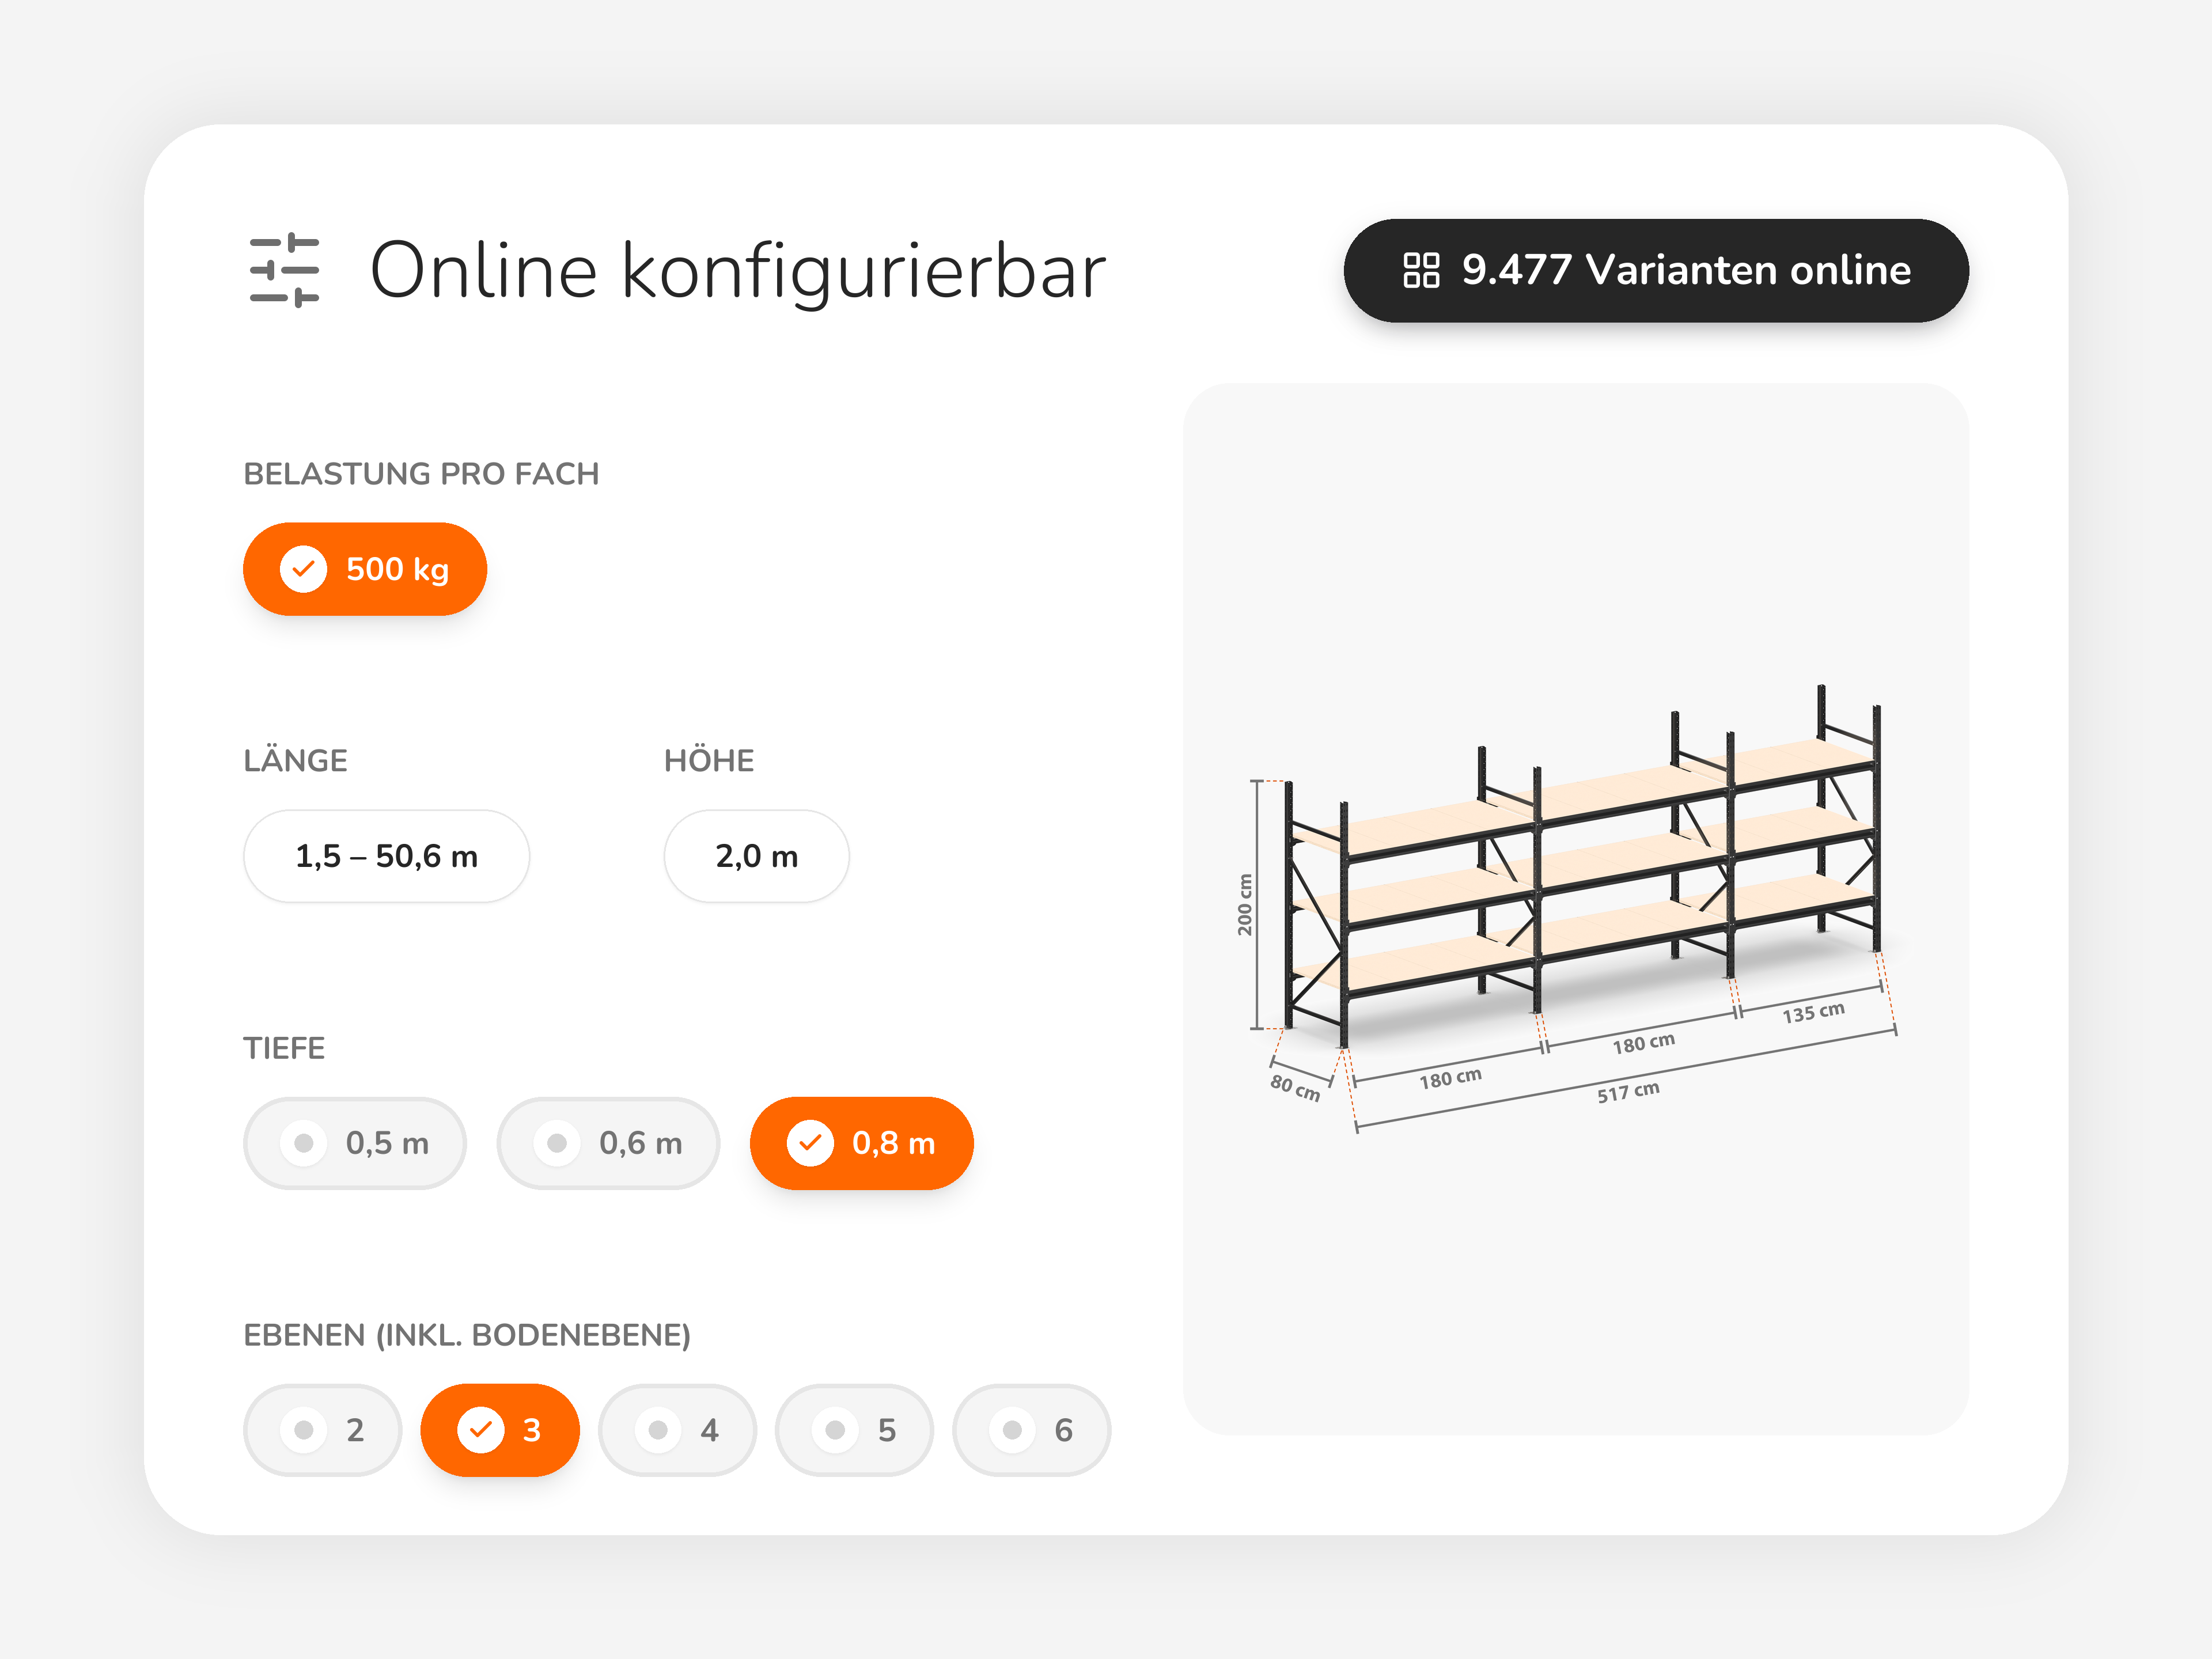 Online konfigurierbar
9.477 Varianten online
BELASTUNG PRO FACH
500 kg
LÄNGE
HÖHE
1,5 – 50,6 m
2,0 m
TIEFE
0,5 m
0,6 m
0,8 m
EBENEN (INKL. BODENEBENE)
2
3
4
5
6
200 cm
80 cm
180 cm
180 cm
135 cm
517 cm